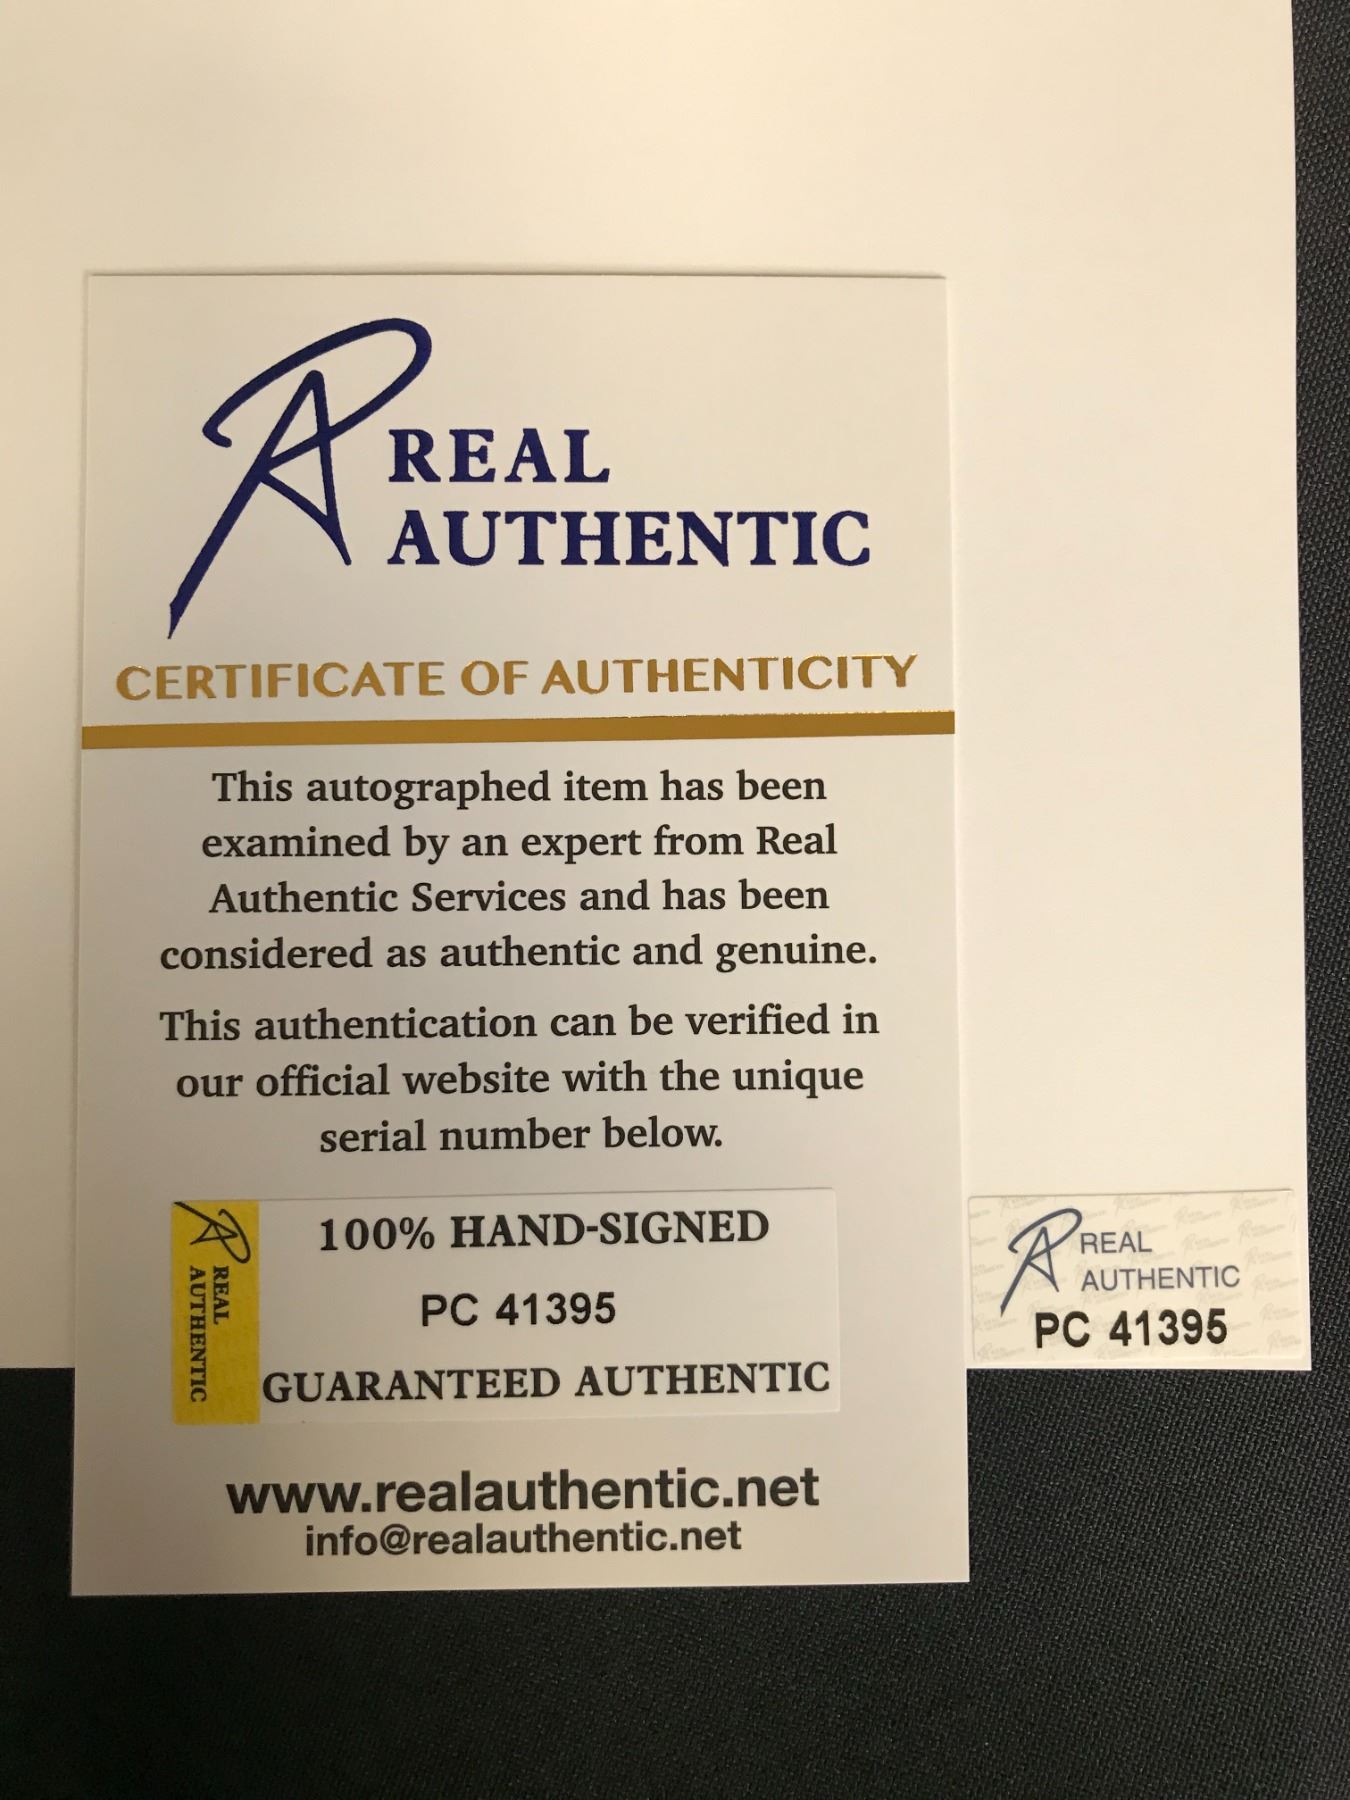 REAL
AUTHENTIC
CERTIFICATE OF AUTHENTICITY
This autographed item has been
examined by an expert from Real
Authentic Services and has been
considered as authentic and genuine.
This authentication can be verified in
our official website with the unique
serial number below.
REAL
AUTHENTIC
100% HAND-SIGNED
PC 41395
GUARANTEED AUTHENTIC
www.realauthentic.net
info@realauthentic.net
REAL
AUTHENTIC
PC 41395